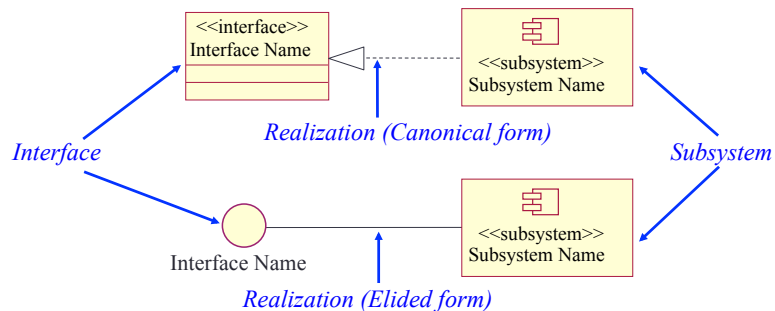 <<interface>>
Interface Name
<<subsystem>>
Subsystem Name
Realization (Canonical form)
Interface
Subsystem
<<subsystem>>
Subsystem Name
Interface Name
Realization (Elided form)